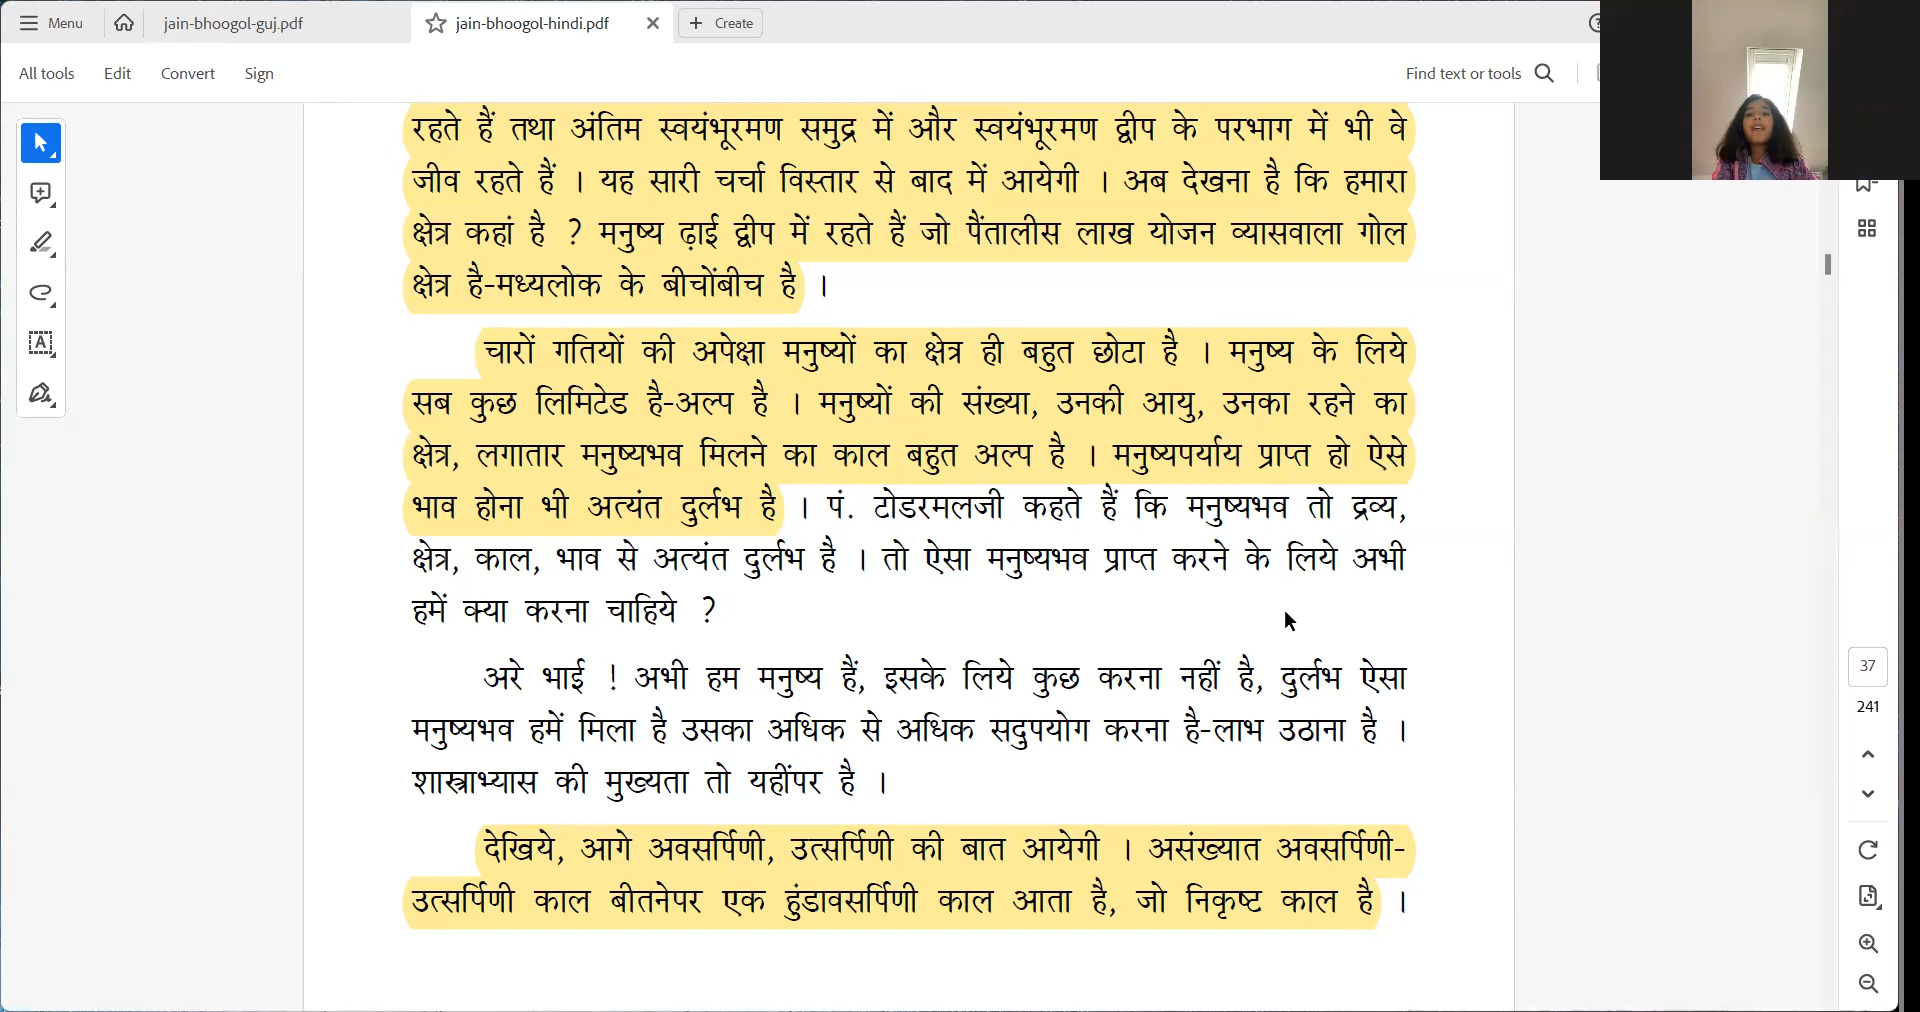 Menu
jain-bhoogol-guj.pdf
jain-bhoogol-hindi.pdf
Create
All tools
Edit
Convert
Sign
Find text or tools
रहते हैं तथा अंतिम स्वयंभूरमण समुद्र में और स्वयंभूरमण द्वीप के परभाग में भी वे
जीव रहते हैं । यह सारी चर्चा विस्तार से बाद में आयेगी । अब देखना है कि हमारा
क्षेत्र कहां है ? मनुष्य ढ़ाई द्वीप में रहते हैं जो पैंतालीस लाख योजन व्यासवाला गोल
क्षेत्र है-मध्यलोक के बीचोंबीच है ।
चारों गतियों की अपेक्षा मनुष्यों का क्षेत्र ही बहुत छोटा है । मनुष्य के लिये
सब कुछ लिमिटेड है-अल्प है । मनुष्यों की संख्या, उनकी आयु, उनका रहने का
क्षेत्र, लगातार मनुष्यभव मिलने का काल बहुत अल्प है । मनुष्यपर्याय प्राप्त हो ऐसे
भाव होना भी अत्यंत दुर्लभ है । पं. टोडरमलजी कहते हैं कि मनुष्यभव तो द्रव्य,
क्षेत्र, काल, भाव से अत्यंत दुर्लभ है । तो ऐसा मनुष्यभव प्राप्त करने के लिये अभी
हमें क्या करना चाहिये ?
अरे भाई ! अभी हम मनुष्य हैं, इसके लिये कुछ करना नहीं है, दुर्लभ ऐसा
मनुष्यभव हमें मिला है उसका अधिक से अधिक सदुपयोग करना है-लाभ उठाना है ।
शास्त्राभ्यास की मुख्यता तो यहींपर है ।
देखिये, आगे अवसर्पिणी, उत्सर्पिणी की बात आयेगी । असंख्यात अवसर्पिणी-
उत्सर्पिणी काल बीतनेपर एक हुंडावसर्पिणी काल आता है, जो निकृष्ट काल है ।
37
241